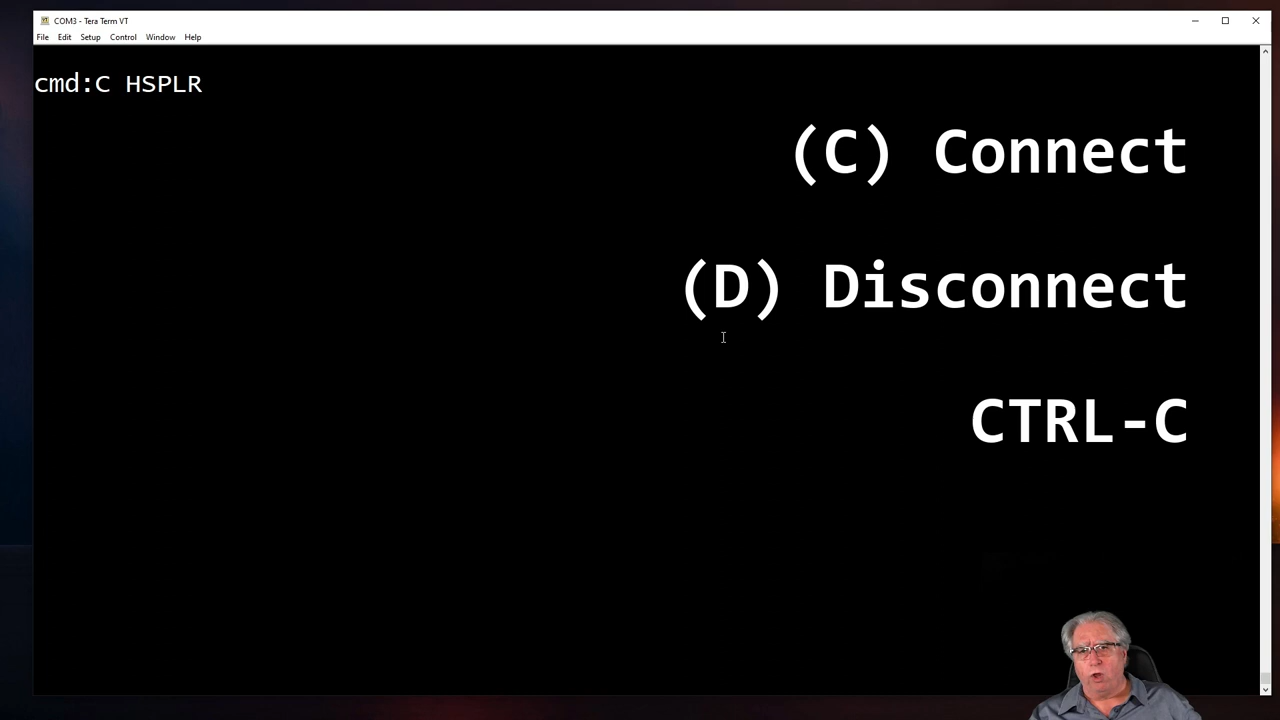 COM3 - Tera Term VT
File Edit Setup Control Window Help
cmd:C HSPLR
(C) Connect
(D) Disconnect
CTRL-C